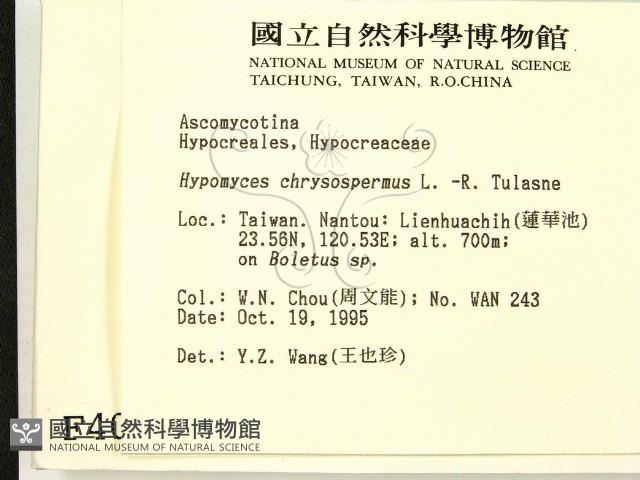 國立自然科學博物館
NATIONAL MUSEUM OF NATURAL SCIENCE
TAICHUNG, TAIWAN, R.O.CHINA
Ascomycotina
Hypocreales, Hypocreaceae
Hypomyces chrysospermus L. -R. Tulasne
Loc.: Taiwan. Nantou: Lienhuachih(蓮華池)
23.56N, 120.53E; alt. 700m;
on Boletus sp.
Col.: W.N. Chou(周文能); No. WAN 243
Date: Oct. 19, 1995
Det.: Y.Z. Wang(王也珍)
國立自然科學博物館
NATIONAL MUSEUM OF NATURAL SCIENCE